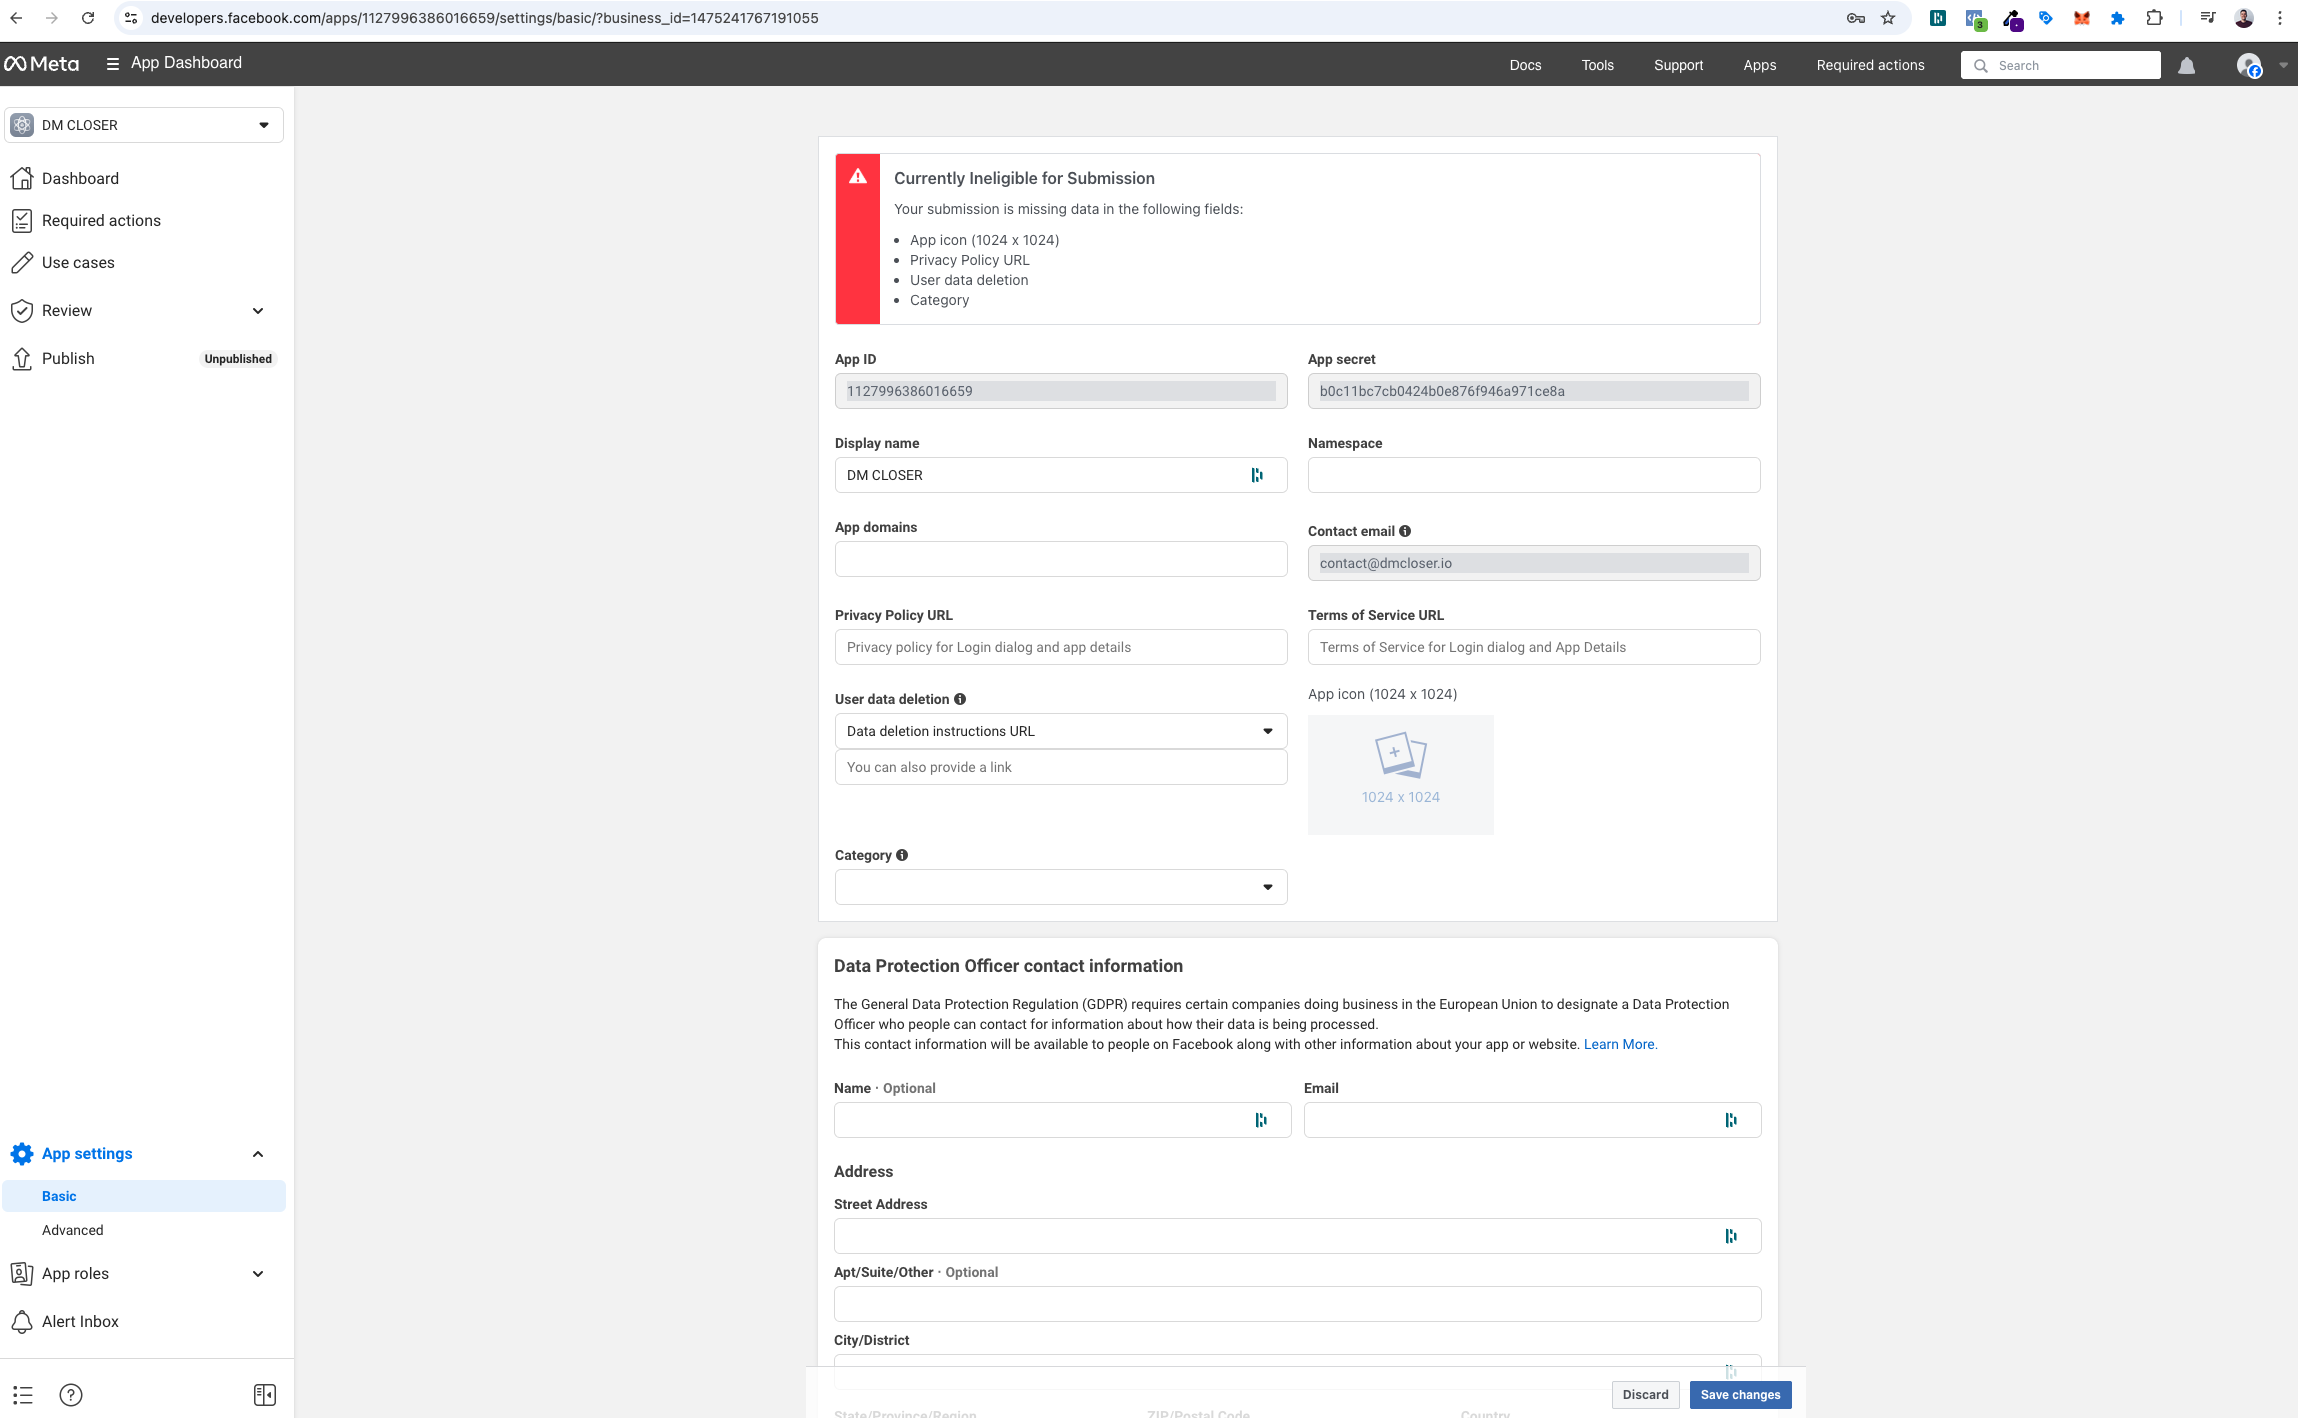 developers.facebook.com/apps/1127996386016659/settings/basic/?business_id=1475241767191055
3
Meta
App Dashboard
Docs
Tools
Support
Apps
Required actions
Search
DM CLOSER
Dashboard
Required actions
Use cases
Review
Publish
Unpublished
App settings
Basic
Advanced
App roles
Alert Inbox
Currently Ineligible for Submission
Your submission is missing data in the following fields:
App icon (1024 x 1024)
Privacy Policy URL
User data deletion
Category
App ID
App secret
1127996386016659
b0c11bc7cb0424b0e876f946a971ce8a
Display name
Namespace
DM CLOSER
App domains
Contact email
contact@dmcloser.io
Privacy Policy URL
Terms of Service URL
Privacy policy for Login dialog and app details
Terms of Service for Login dialog and App Details
User data deletion
App icon (1024 x 1024)
Data deletion instructions URL
You can also provide a link
1024 x 1024
Category
Data Protection Officer contact information
The General Data Protection Regulation (GDPR) requires certain companies doing business in the European Union to designate a Data Protection
Officer who people can contact for information about how their data is being processed.
This contact information will be available to people on Facebook along with other information about your app or website. Learn More.
Name · Optional
Email
Address
Street Address
Apt/Suite/Other · Optional
City/District
Discard
Save changes
State/Province/Region
ZIP/Postal Code
Country